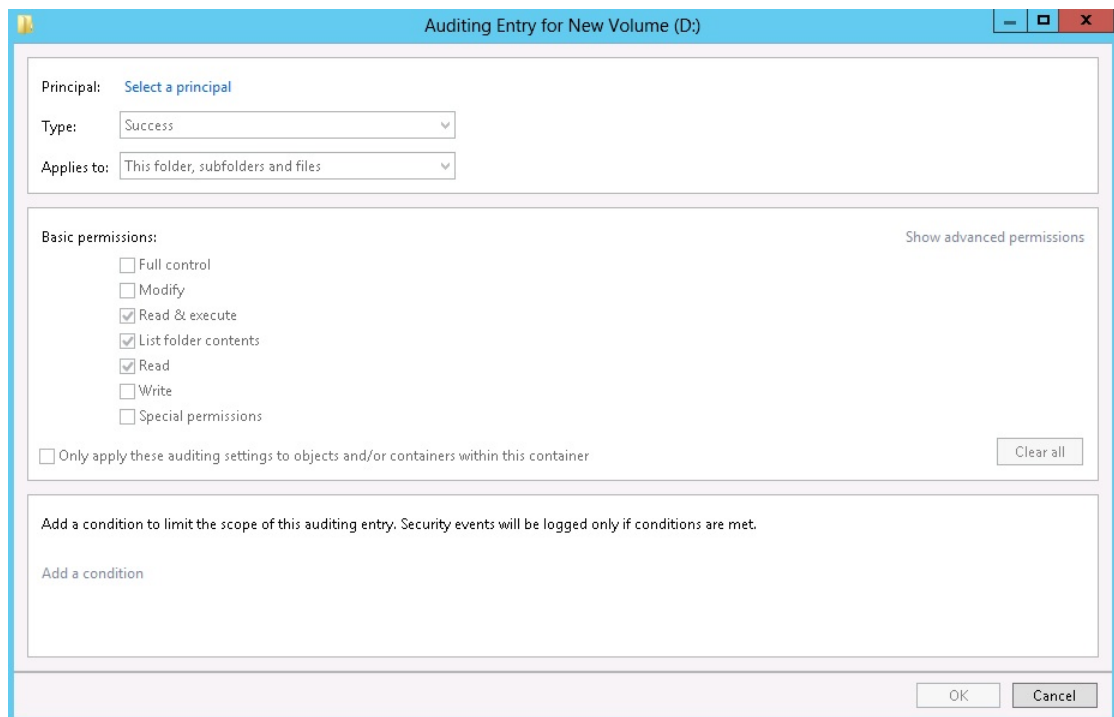 Auditing Entry for New Volume (D:)
Principal: Select a principal
Type: Success
Applies to: This folder, subfolders and files
Basic permissions: Show advanced permissions
Full control
Modify
Read & execute
List folder contents
Read
Write
Special permissions
Only apply these auditing settings to objects and/or containers within this container Clear all
Add a condition to limit the scope of this auditing entry. Security events will be logged only if conditions are met.
Add a condition
OK Cancel